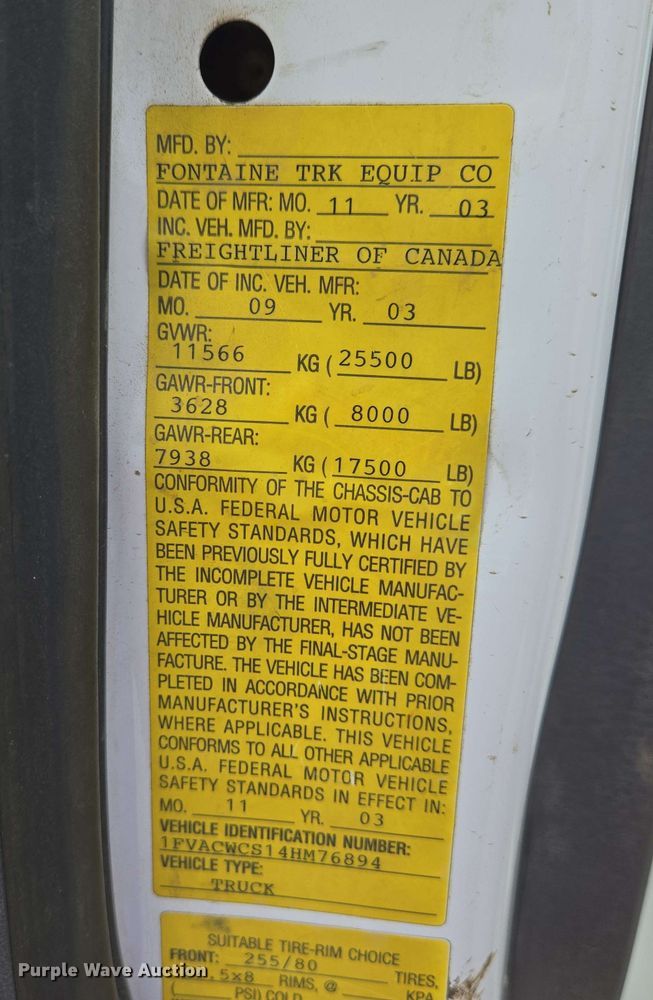 MFD. BY:
FONTAINE TRK EQUIP CO
DATE OF MFR: MO. 11 YR. 03
INC. VEH. MFD. BY:
FREIGHTLINER OF CANADA
DATE OF INC. VEH. MFR:
MO. 09 YR. 03
GVWR:
11566 KG ( 25500 LB)
GAWR-FRONT:
3628 KG ( 8000 LB)
GAWR-REAR:
7938 KG ( 17500 LB)
CONFORMITY OF THE CHASSIS-CAB TO
U.S.A. FEDERAL MOTOR VEHICLE
SAFETY STANDARDS, WHICH HAVE
BEEN PREVIOUSLY FULLY CERTIFIED BY
THE INCOMPLETE VEHICLE MANUFAC-
TURER OR BY THE INTERMEDIATE VE-
HICLE MANUFACTURER, HAS NOT BEEN
AFFECTED BY THE FINAL-STAGE MANU-
FACTURE. THE VEHICLE HAS BEEN COM-
PLETED IN ACCORDANCE WITH PRIOR
MANUFACTURER'S INSTRUCTIONS,
WHERE APPLICABLE. THIS VEHICLE
CONFORMS TO ALL OTHER APPLICABLE
U.S.A. FEDERAL MOTOR VEHICLE
SAFETY STANDARDS IN EFFECT IN:
MO. 11 YR. 03
VEHICLE IDENTIFICATION NUMBER:
1FVACWCS14HM76894
VEHICLE TYPE:
TRUCK
SUITABLE TIRE-RIM CHOICE
FRONT: 255/80 TIRES,
.5x8 RIMS, @ KPA
( PSI) COLD
Purple Wave Auction